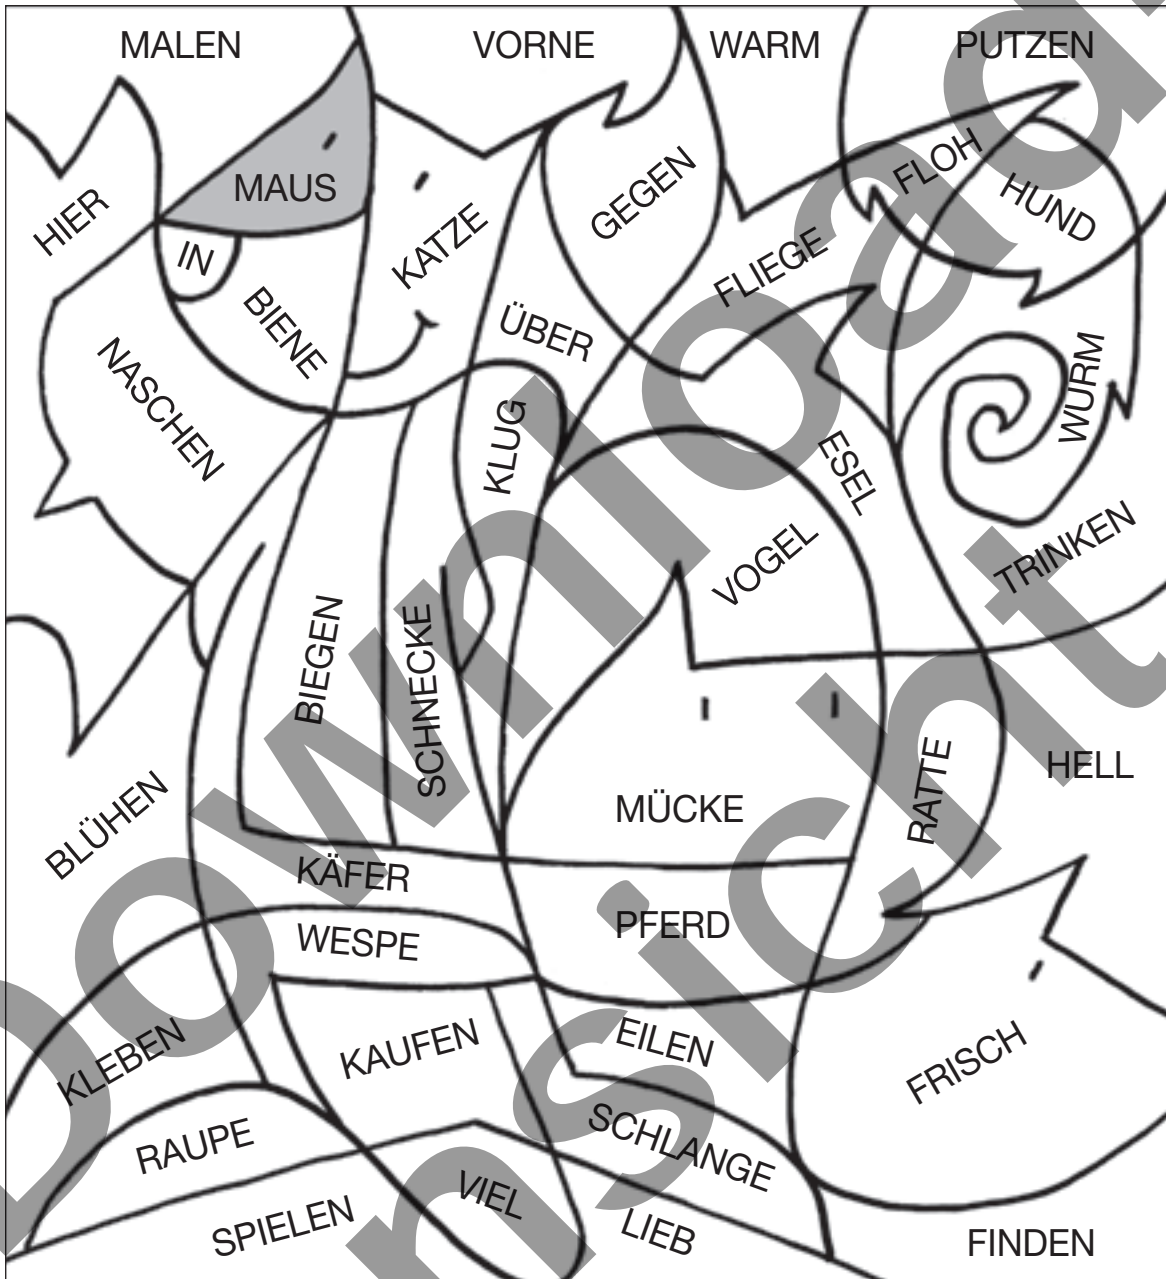 MALEN
VORNE
WARM
PUTZEN
HIER
MAUS
KATZE
GEGEN
FLOH
HUND
IN
BIENE
ÜBER
FLIEGE
NASCHEN
KLUG
ESEL
WURM
VOGEL
TRINKEN
BIEGEN
SCHNECKE
MÜCKE
RATTE
HELL
BLÜHEN
KÄFER
WESPE
PFERD
KLEBEN
KAUFEN
EILEN
FRISCH
RAUPE
SCHLANGE
SPIELEN
VIEL
LIEB
FINDEN
Download
nsicht